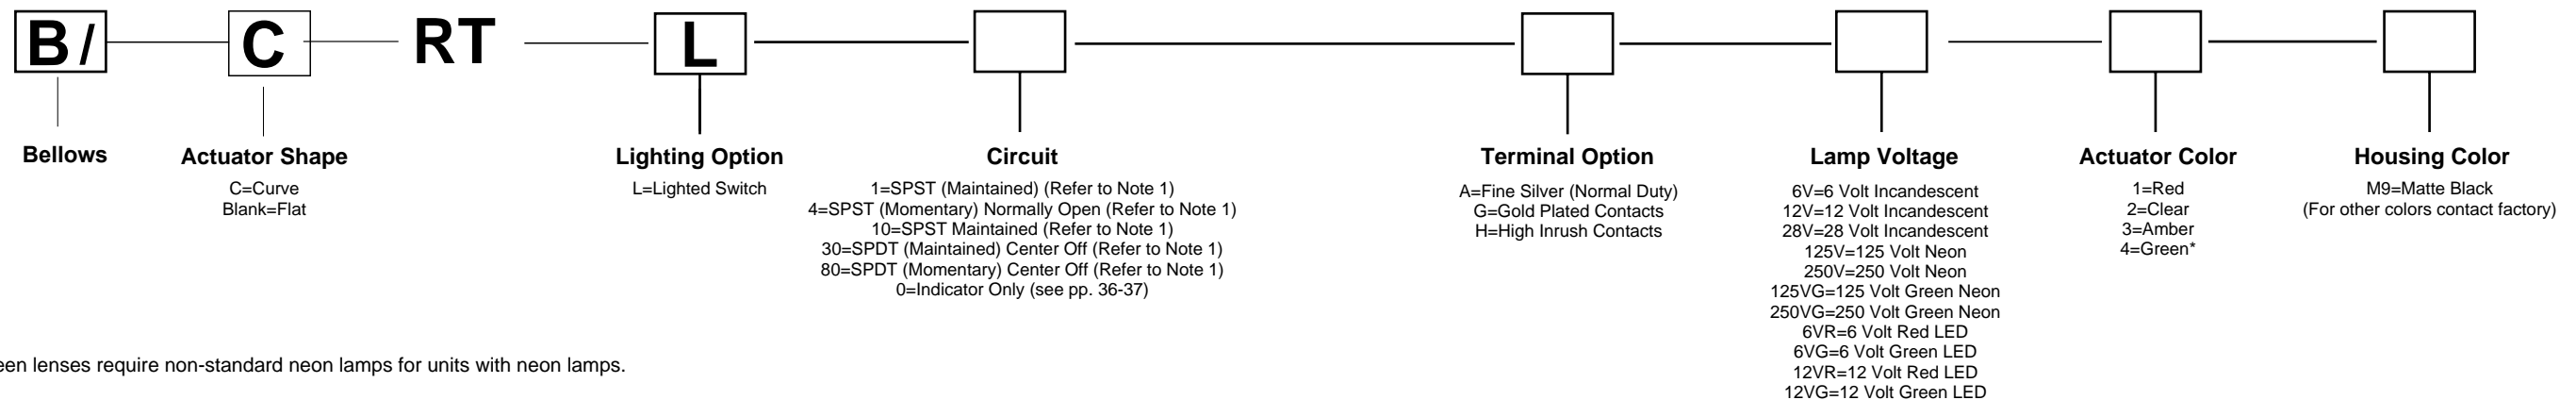 B/ C RT L
Bellows
Actuator Shape
C=Curve
Blank=Flat
Lighting Option
L=Lighted Switch
Circuit
1=SPST (Maintained) (Refer to Note 1)
4=SPST (Momentary) Normally Open (Refer to Note 1)
10=SPST Maintained (Refer to Note 1)
30=SPDT (Maintained) Center Off (Refer to Note 1)
80=SPDT (Momentary) Center Off (Refer to Note 1)
0=Indicator Only (see pp. 36-37)
Terminal Option
A=Fine Silver (Normal Duty)
G=Gold Plated Contacts
H=High Inrush Contacts
Lamp Voltage
6V=6 Volt Incandescent
12V=12 Volt Incandescent
28V=28 Volt Incandescent
125V=125 Volt Neon
250V=250 Volt Neon
125VG=125 Volt Green Neon
250VG=250 Volt Green Neon
6VR=6 Volt Red LED
6VG=6 Volt Green LED
12VR=12 Volt Red LED
12VG=12 Volt Green LED
Actuator Color
1=Red
2=Clear
3=Amber
4=Green*
Housing Color
M9=Matte Black
(For other colors contact factory)
een lenses require non-standard neon lamps for units with neon lamps.